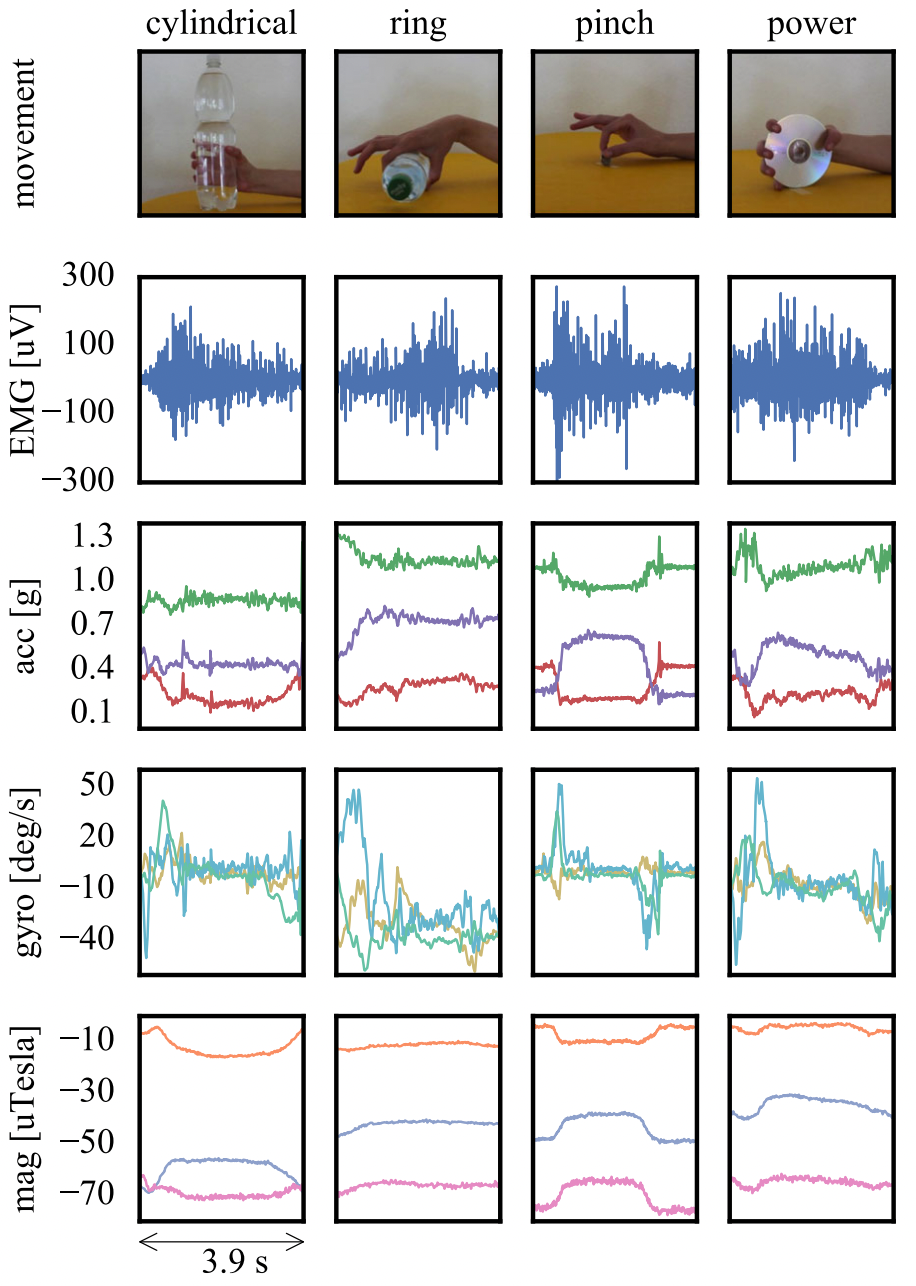 cylindrical ring pinch power
movement
EMG [uV]
300
100
−100
−300
acc [g]
1.3
1.0
0.7
0.4
0.1
gyro [deg/s]
50
20
−10
−40
mag [uTesla]
−10
−30
−50
−70
3.9 s